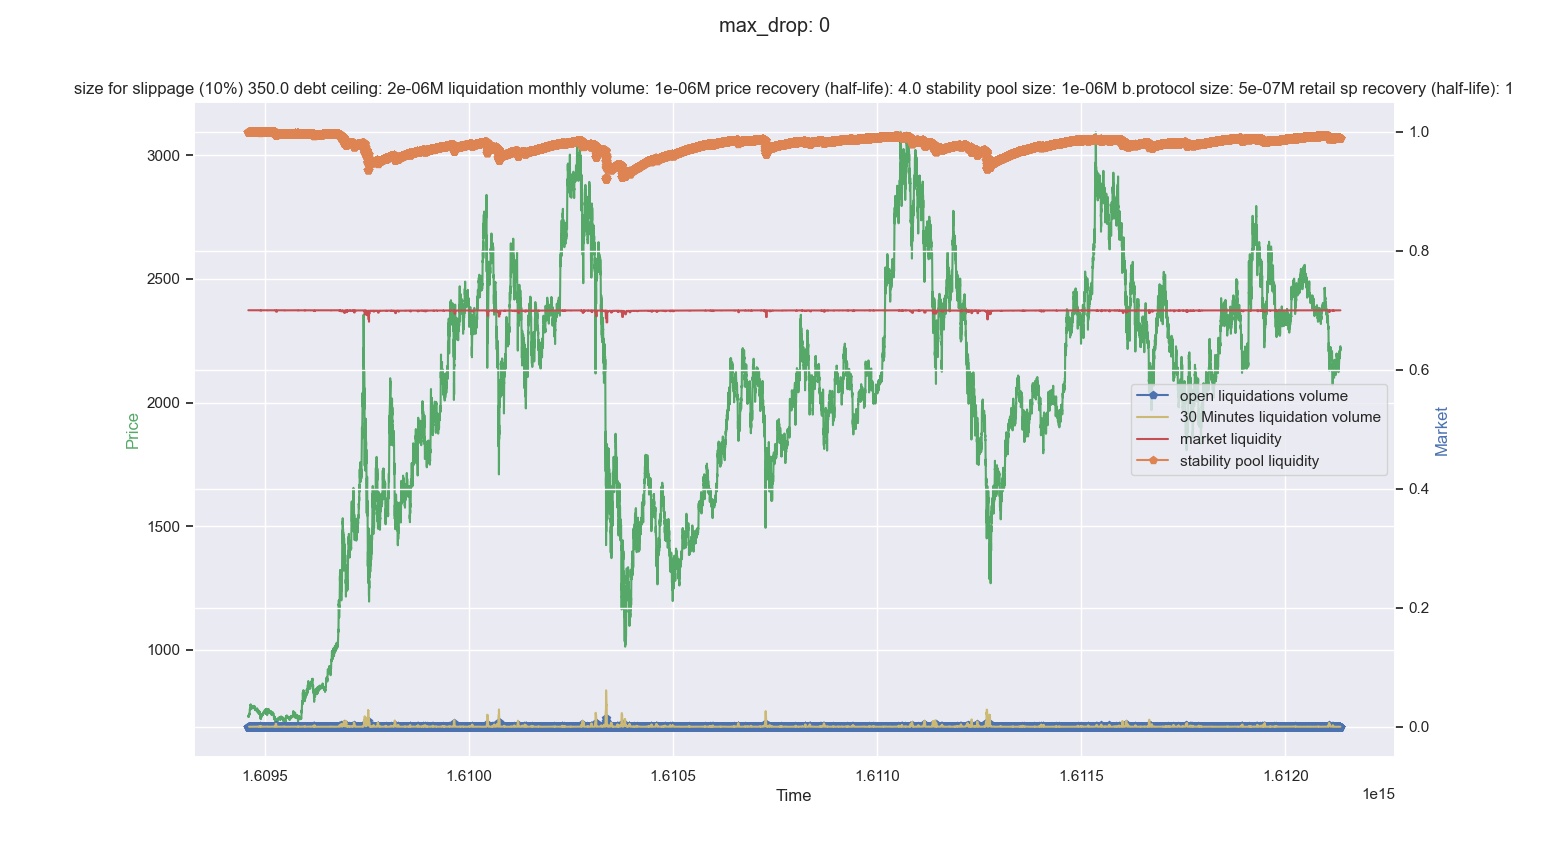 max_drop: 0
size for slippage (10%) 350.0 debt ceiling: 2e-06M liquidation monthly volume: 1e-06M price recovery (half-life): 4.0 stability pool size: 1e-06M b.protocol size: 5e-07M retail sp recovery (half-life): 1
3000
2500
2000
1500
1000
Price
1.0
0.8
0.6
0.4
0.2
0.0
Market
open liquidations volume
30 Minutes liquidation volume
market liquidity
stability pool liquidity
1.6095 1.6100 1.6105 1.6110 1.6115 1.6120
Time
1e15